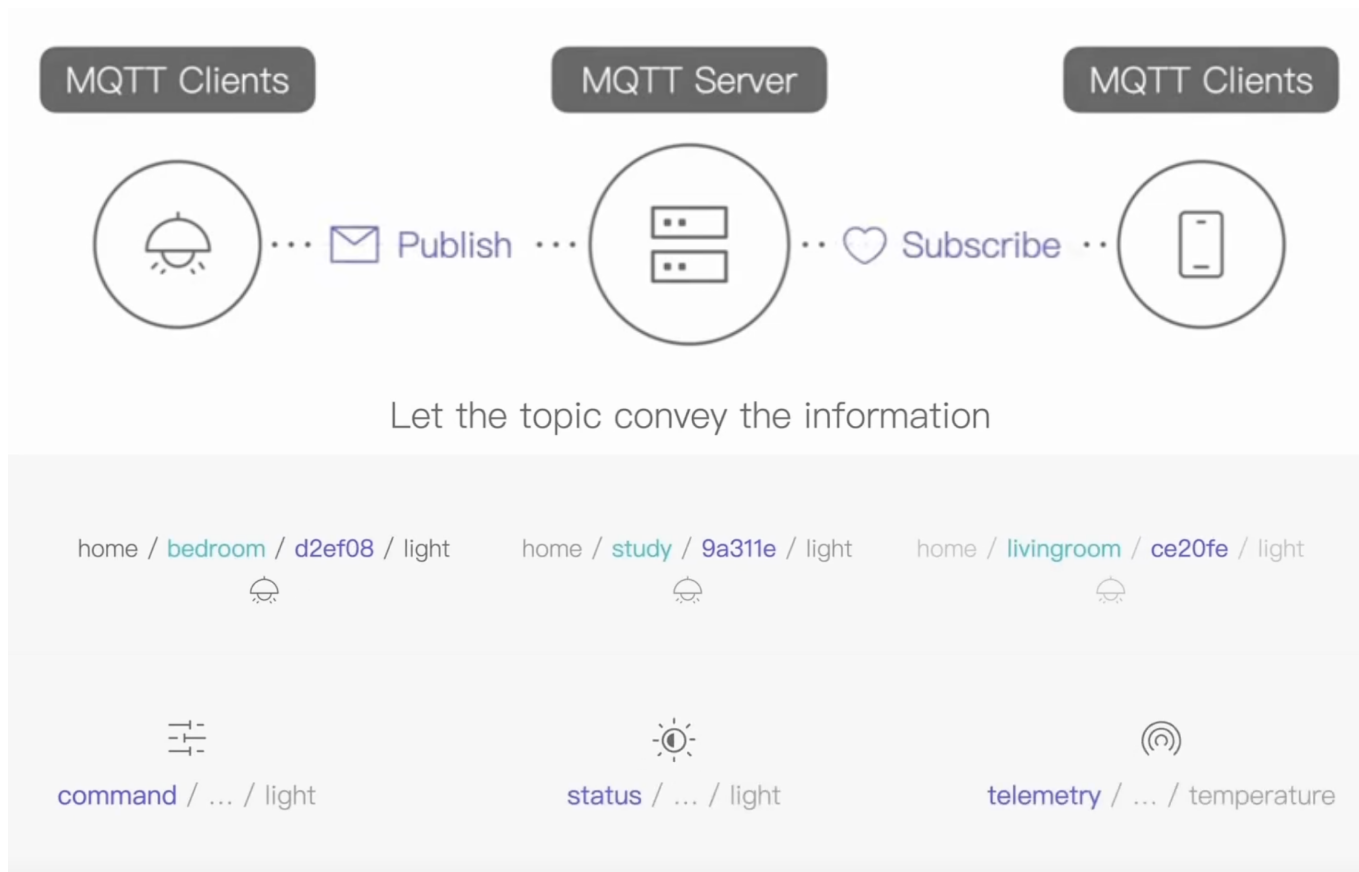 MQTT Clients
MQTT Server
MQTT Clients
Publish
Subscribe
Let the topic convey the information
home / bedroom / d2ef08 / light
home / study / 9a311e / light
home / livingroom / ce20fe / light
command / ... / light
status / ... / light
telemetry / ... / temperature